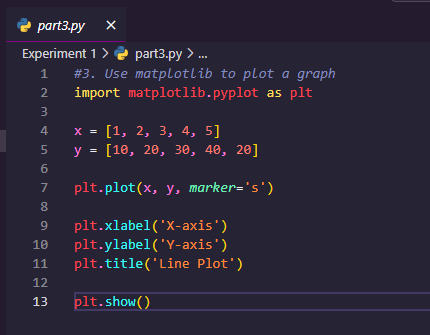 part3.py ×
Experiment 1 > part3.py > ...
1 #3. Use matplotlib to plot a graph
2 import matplotlib.pyplot as plt
3
4 x = [1, 2, 3, 4, 5]
5 y = [10, 20, 30, 40, 20]
6
7 plt.plot(x, y, marker='s')
8
9 plt.xlabel('X-axis')
10 plt.ylabel('Y-axis')
11 plt.title('Line Plot')
12
13 plt.show()